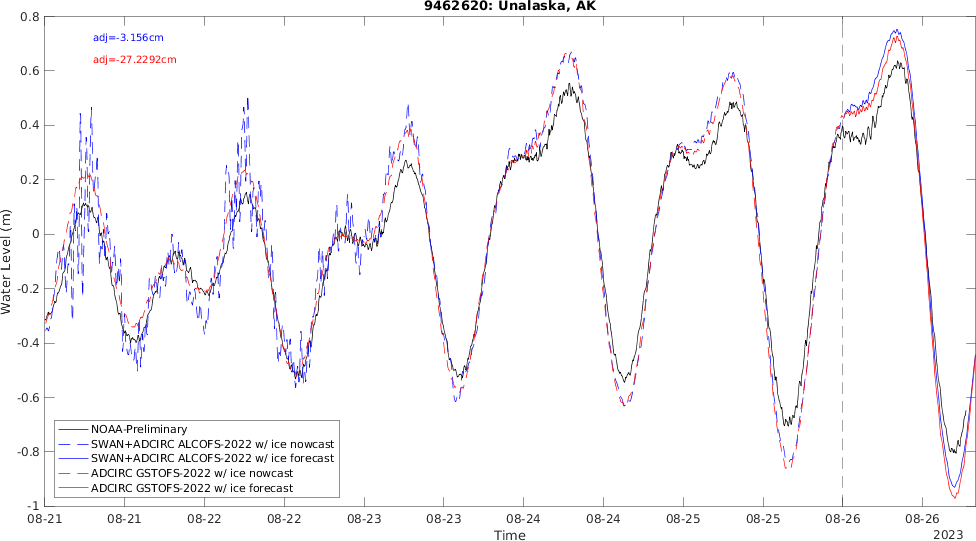 9462620: Unalaska, AK
adj=-3.156cm
adj=-27.2292cm
0.8
0.6
0.4
0.2
0
-0.2
-0.4
-0.6
-0.8
-1
Water Level (m)
NOAA-Preliminary
SWAN+ADCIRC ALCOFS-2022 w/ ice nowcast
SWAN+ADCIRC ALCOFS-2022 w/ ice forecast
ADCIRC GSTOFS-2022 w/ ice nowcast
ADCIRC GSTOFS-2022 w/ ice forecast
08-21 08-21 08-22 08-22 08-23 08-23 08-24 08-24 08-25 08-25 08-26 08-26
Time
2023